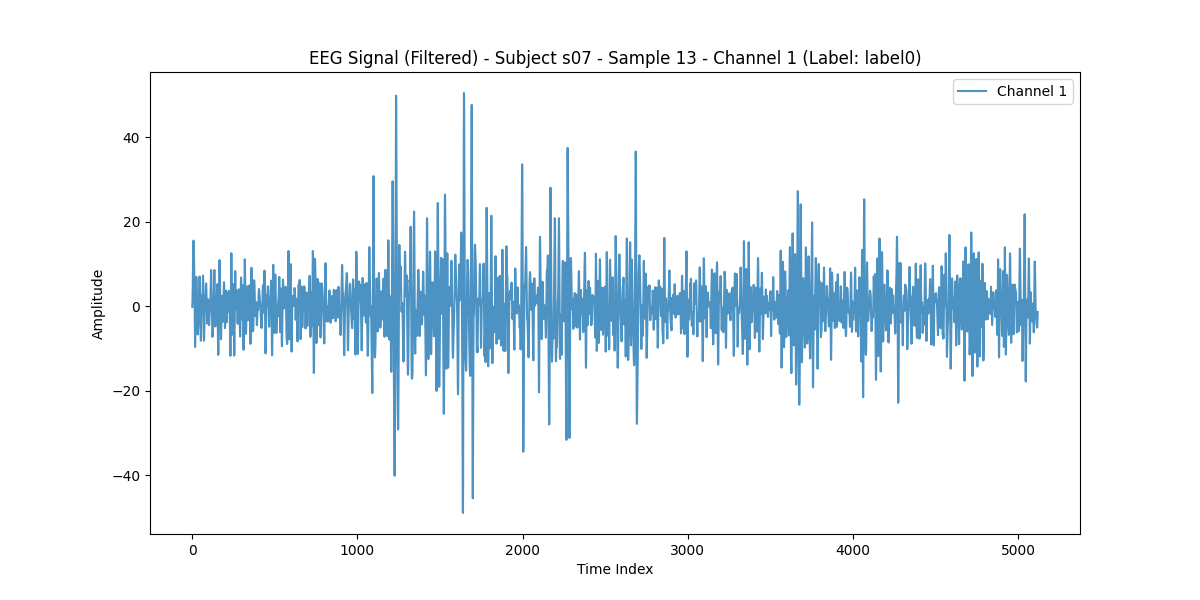 EEG Signal (Filtered) - Subject s07 - Sample 13 - Channel 1 (Label: label0)
Channel 1
40
20
0
−20
−40
Amplitude
0 1000 2000 3000 4000 5000
Time Index